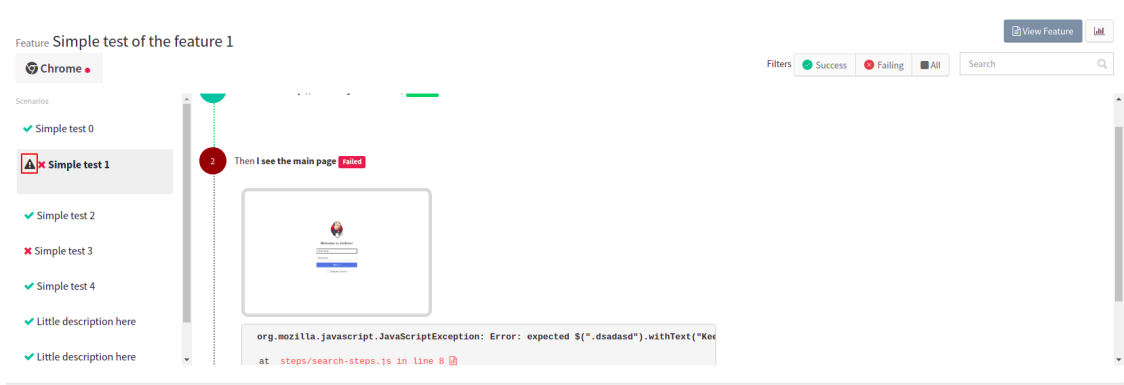 View Feature
Feature Simple test of the feature 1
Chrome
Filters Success Failing All Search
Scenarios
Simple test 0
Simple test 1
Simple test 2
Simple test 3
Simple test 4
Little description here
Little description here
2 Then I see the main page Failed
Welcome to Jenkins!
org.mozilla.javascript.JavaScriptException: Error: expected $(".dsadasd").withText("Kee
at steps/search-steps.js in line 8